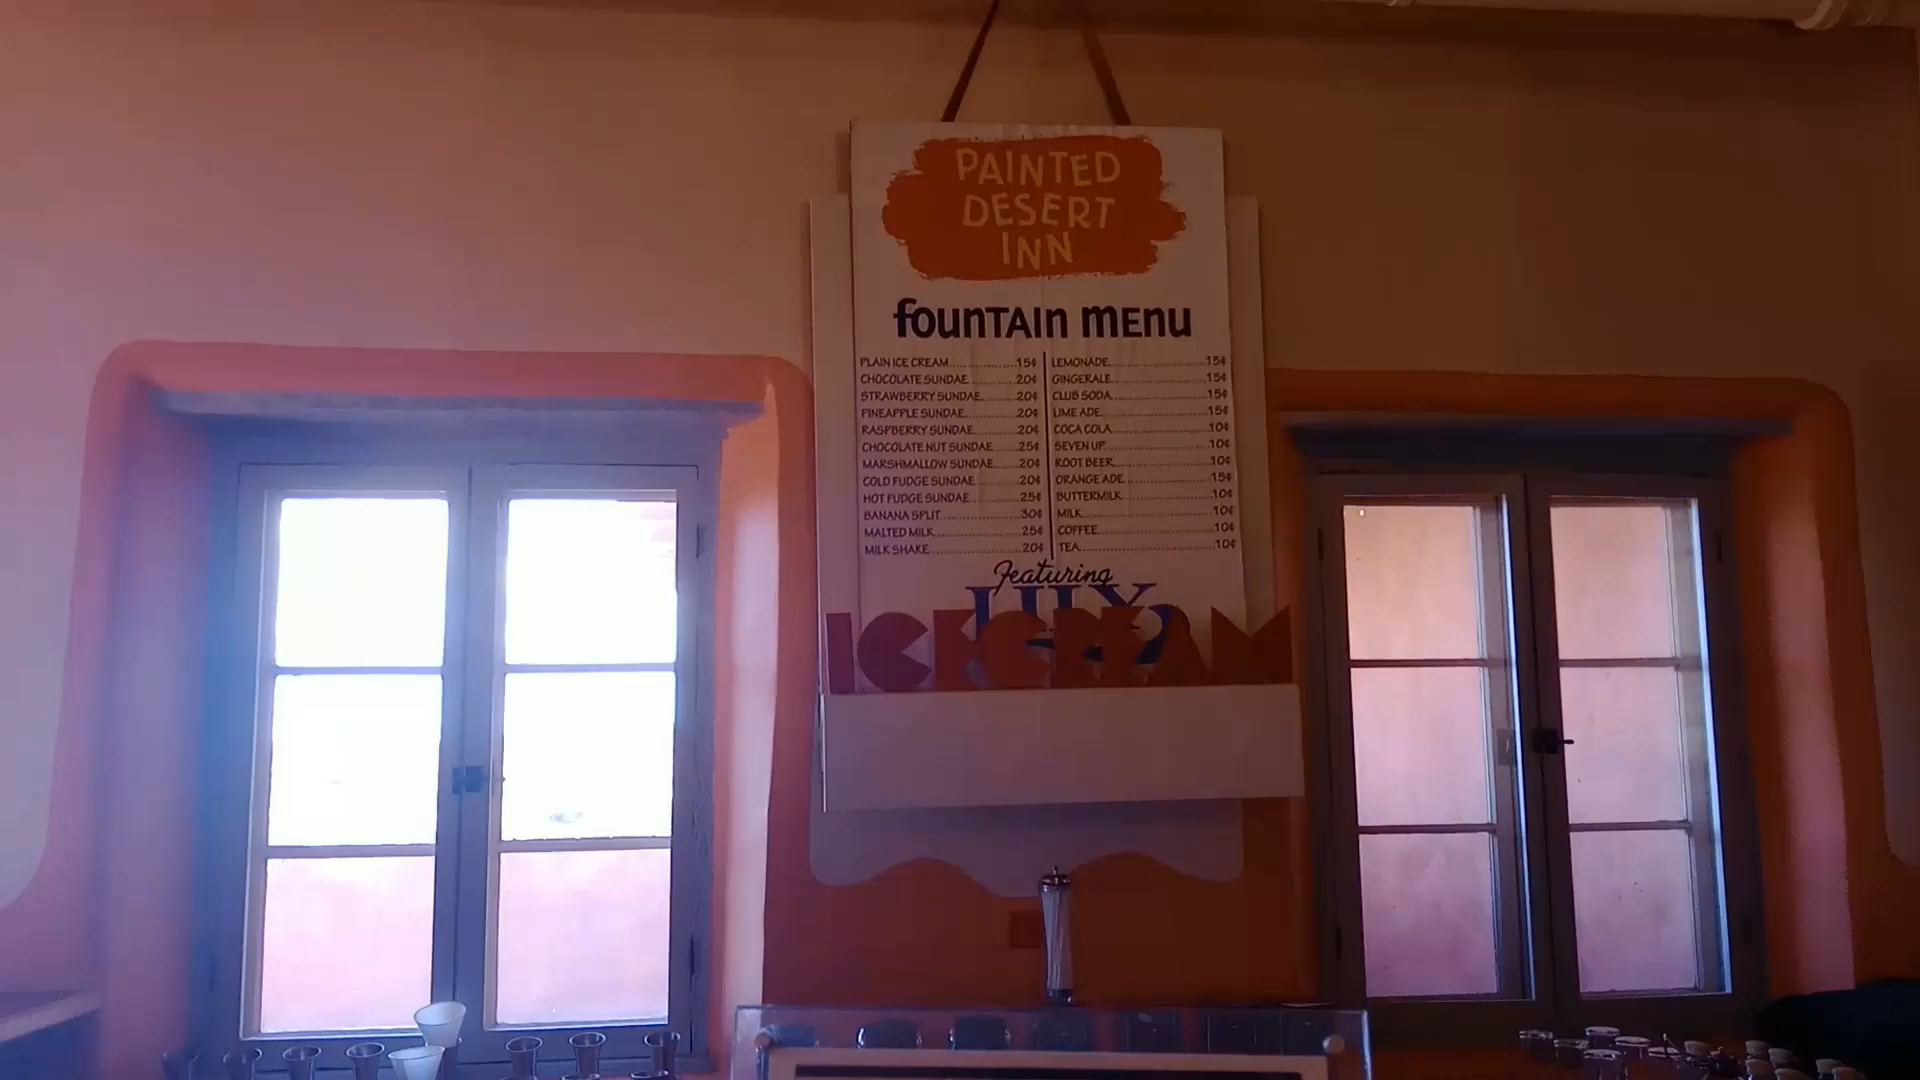 PAINTED
DESERT
INN
founTAIn mEnu
PLAIN ICE CREAM 15¢
CHOCOLATE SUNDAE 20¢
STRAWBERRY SUNDAE 20¢
PINEAPPLE SUNDAE 20¢
RASPBERRY SUNDAE 20¢
CHOCOLATE NUT SUNDAE 25¢
MARSHMALLOW SUNDAE 20¢
COLD FUDGE SUNDAE 20¢
HOT FUDGE SUNDAE 25¢
BANANA SPLIT 30¢
MALTED MILK 25¢
MILK SHAKE 20¢
LEMONADE 15¢
GINGERALE 15¢
CLUB SODA 15¢
LIME ADE 15¢
COCA COLA 10¢
SEVEN UP 10¢
ROOT BEER 10¢
ORANGE ADE 15¢
BUTTERMILK 10¢
MILK 10¢
COFFEE 10¢
TEA 10¢
Featuring
LILY
ICE CREAM